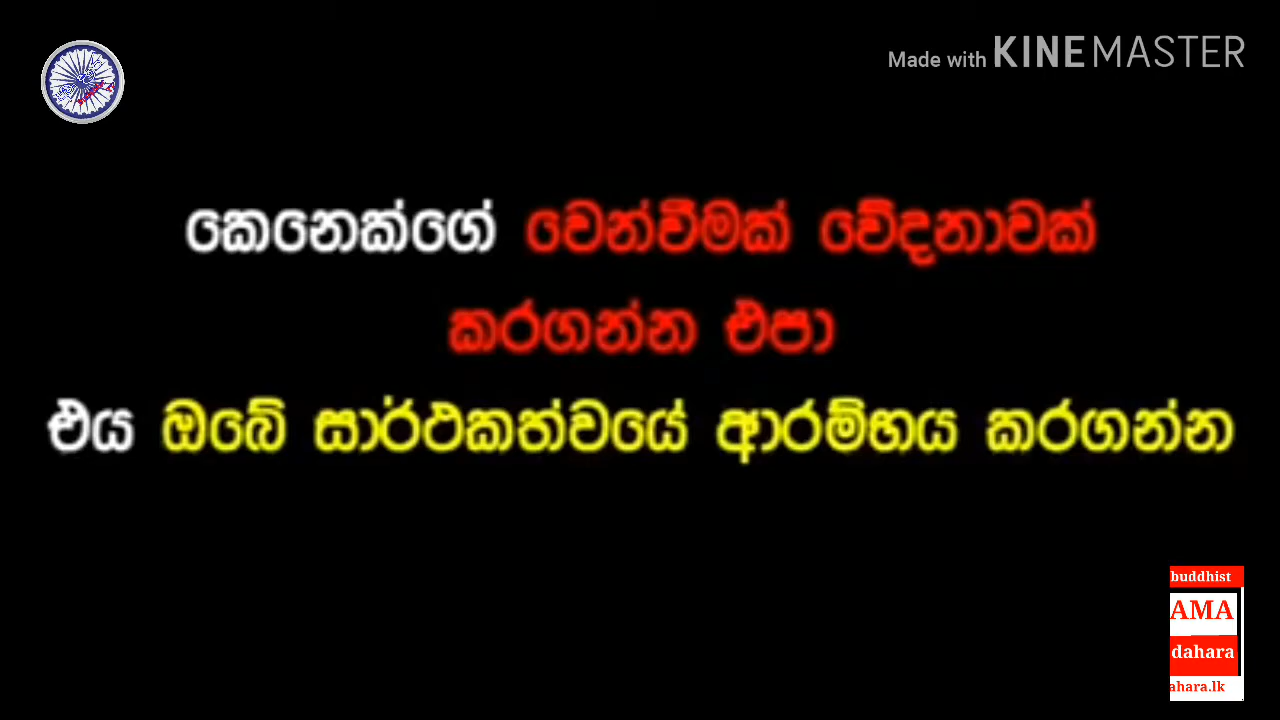 Made with KINEMASTER
කෙනෙක්ගේ වෙන්වීමක් වේදනාවක්
කරගන්න එපා
එය ඔබේ සාර්ථකත්වයේ ආරම්භය කරගන්න
buddhist
AMA
dahara
ahara.lk